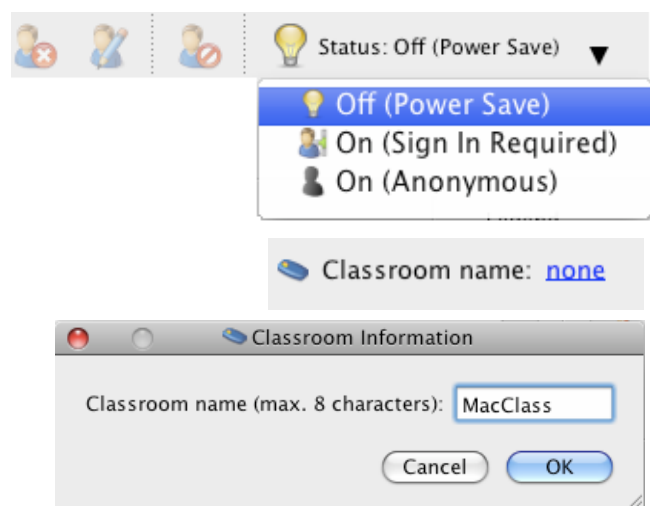 Status: Off (Power Save)
Off (Power Save)
On (Sign In Required)
On (Anonymous)
Classroom name: none
Classroom Information
Classroom name (max. 8 characters): MacClass
Cancel OK